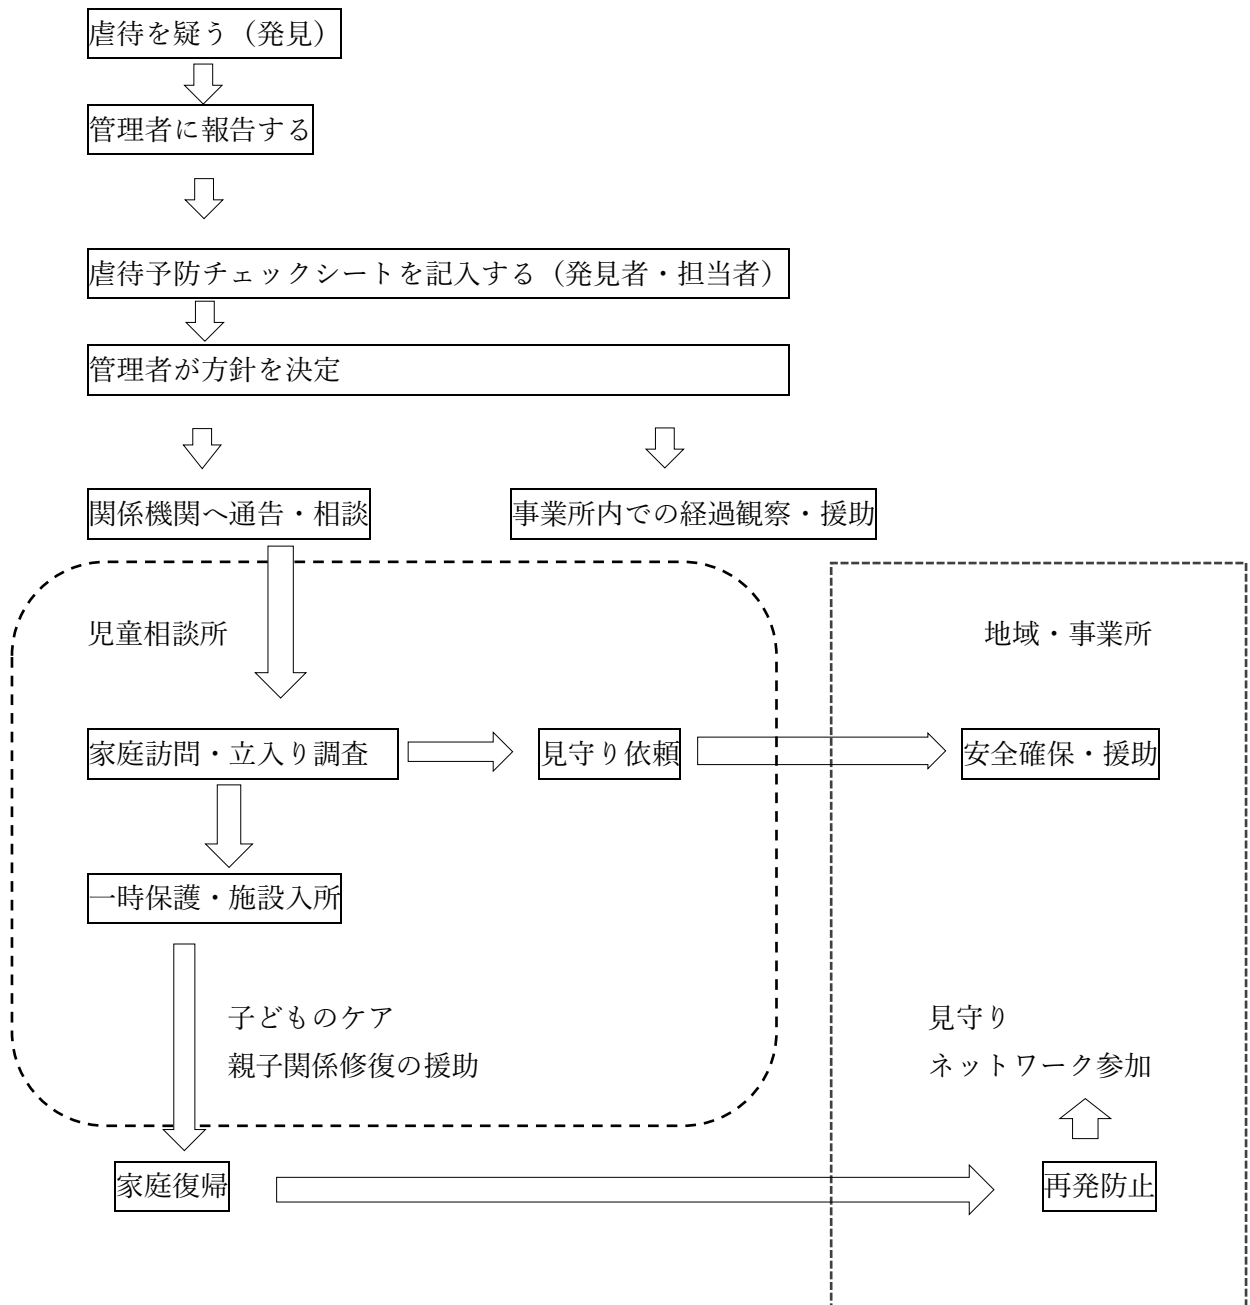 虐待を疑う（発見）
管理者に報告する
虐待予防チェックシートを記入する（発見者・担当者）
管理者が方針を決定
関係機関へ通告・相談
事業所内での経過観察・援助
児童相談所
地域・事業所
家庭訪問・立入り調査
見守り依頼
安全確保・援助
一時保護・施設入所
子どものケア
親子関係修復の援助
見守り
ネットワーク参加
家庭復帰
再発防止